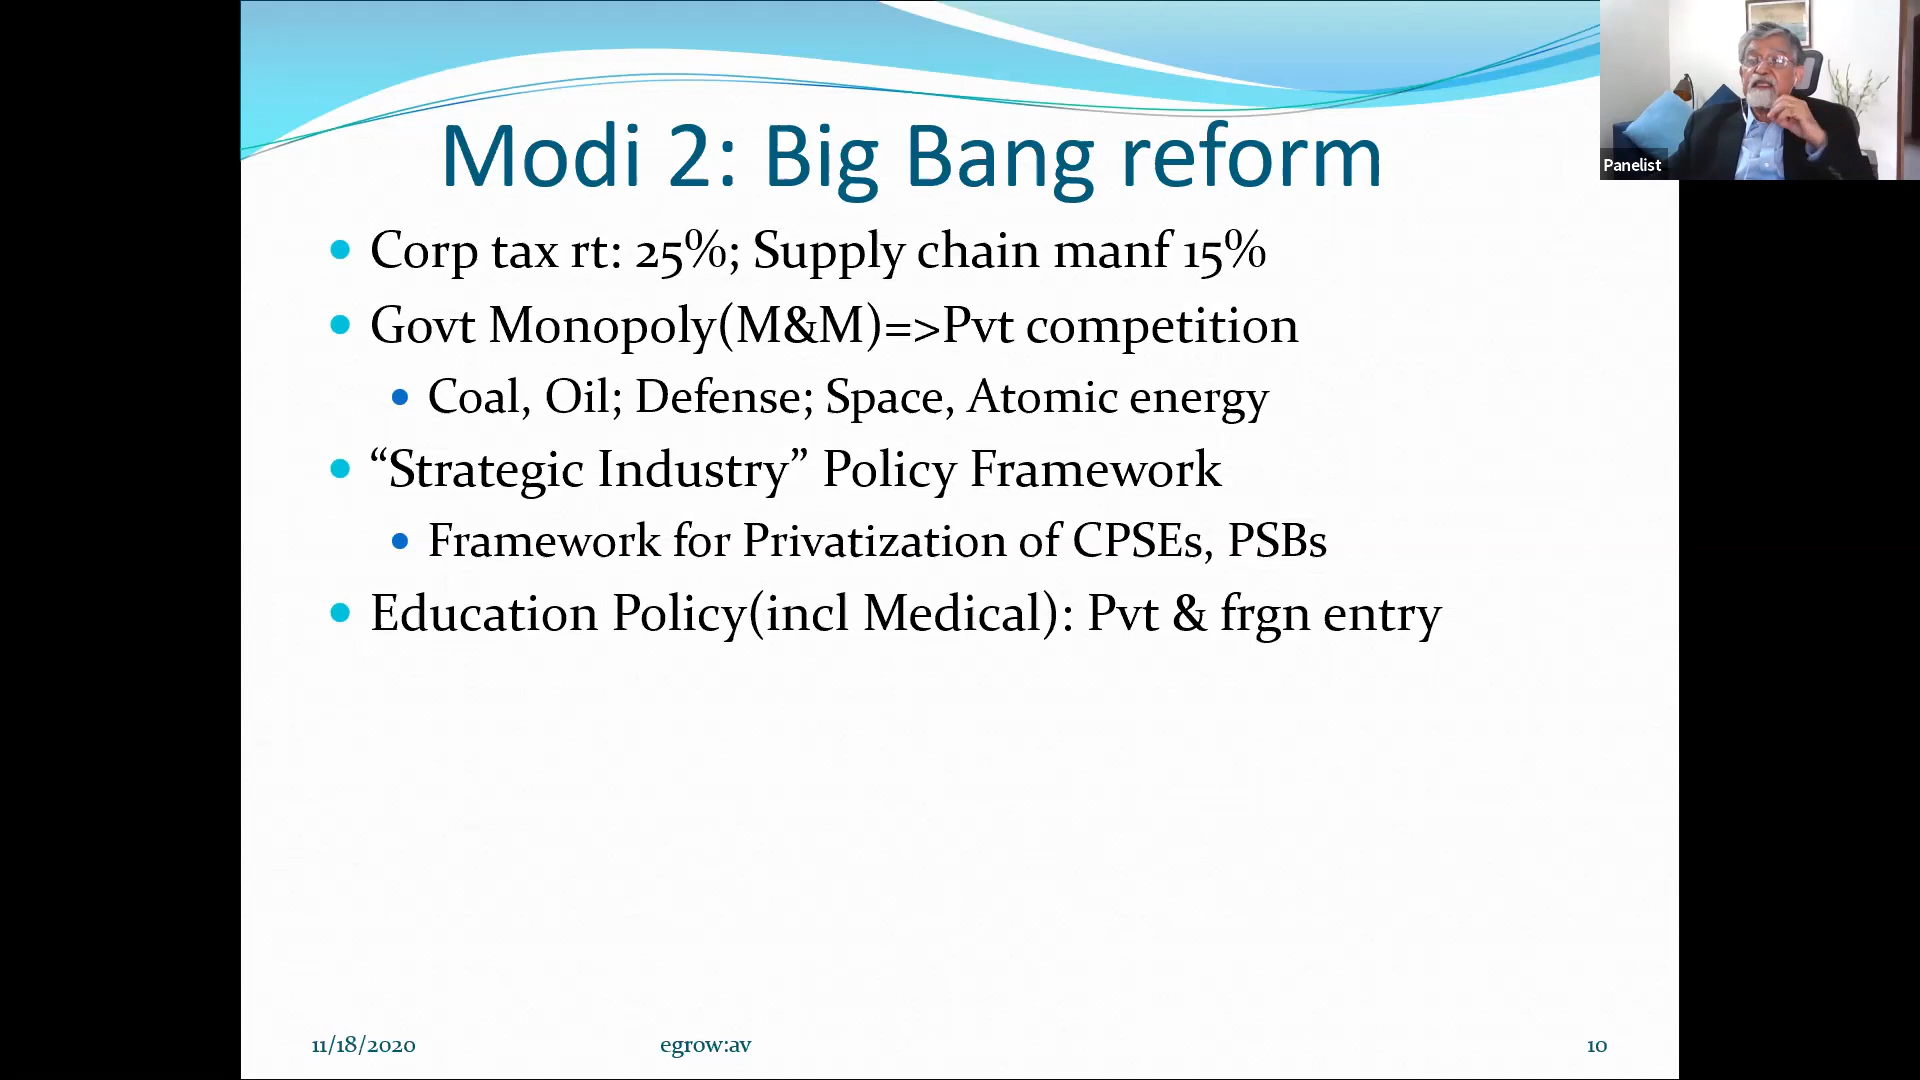 Modi 2: Big Bang reform
Corp tax rt: 25%; Supply chain manf 15%
Govt Monopoly(M&M)=>Pvt competition
Coal, Oil; Defense; Space, Atomic energy
“Strategic Industry” Policy Framework
Framework for Privatization of CPSEs, PSBs
Education Policy(incl Medical): Pvt & frgn entry
11/18/2020
egrow:av
10
Panelist